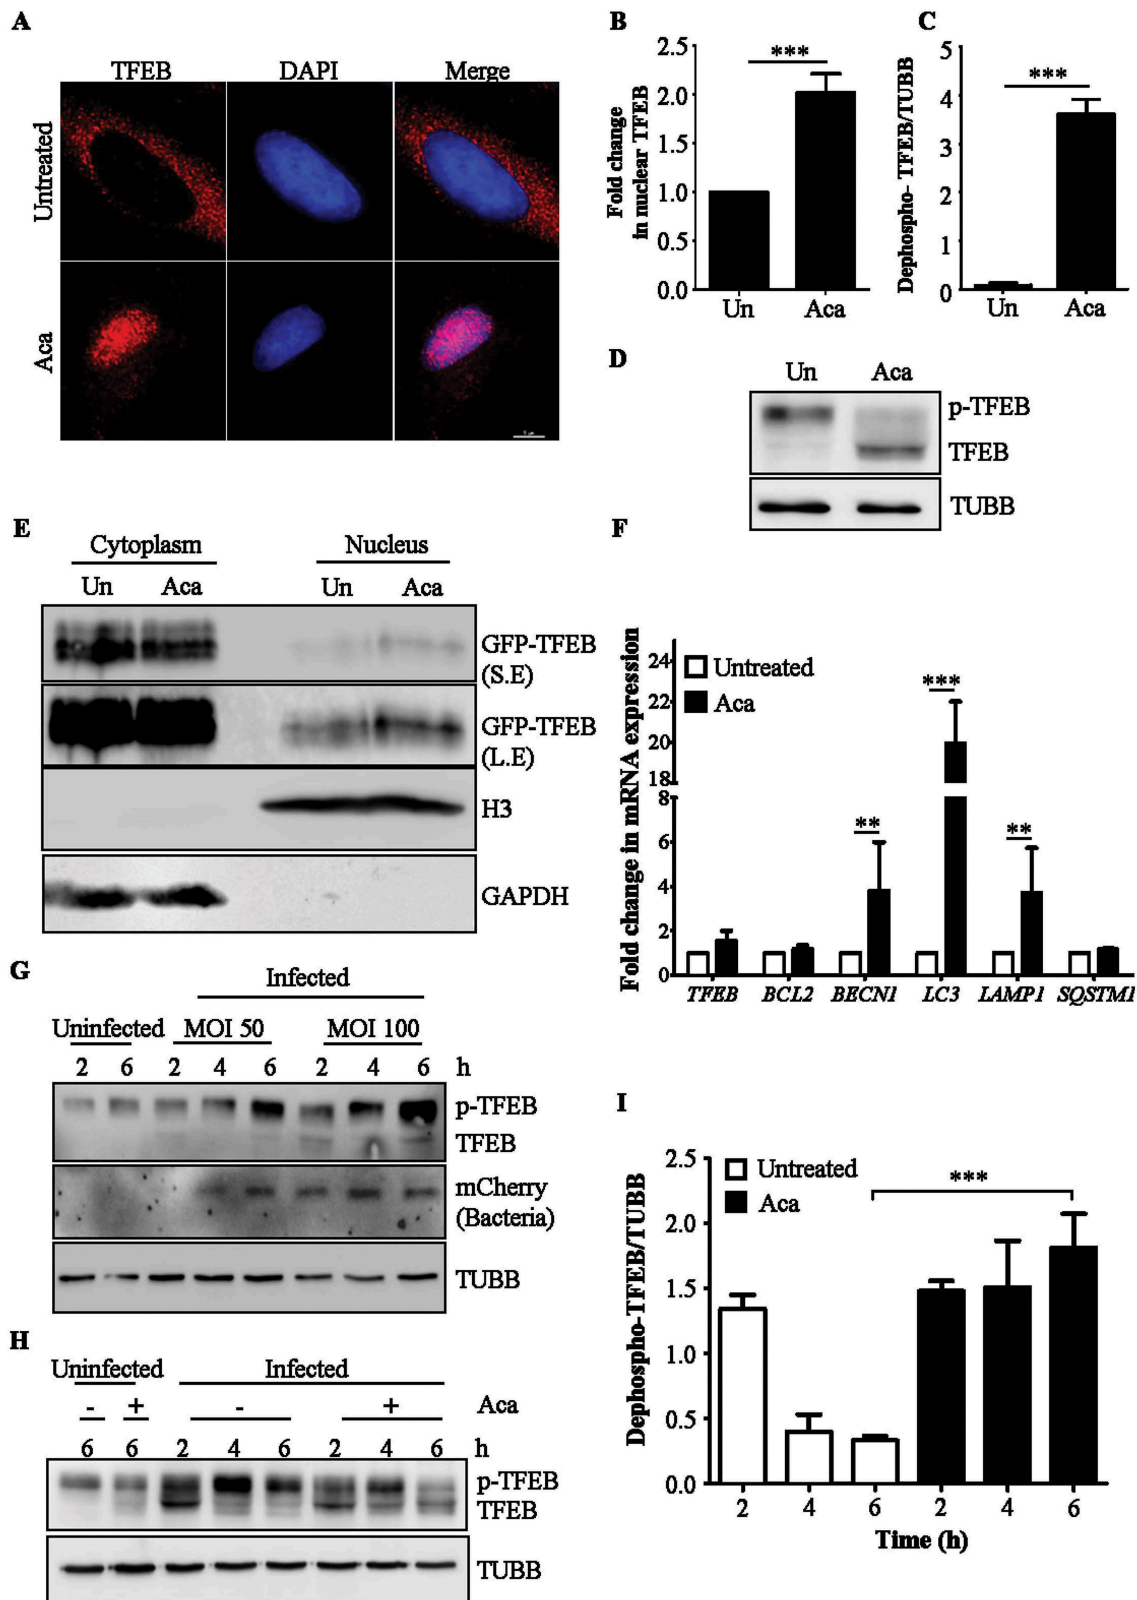 A
TFEB DAPI Merge
Untreated
Aca
B
***
Fold change
in nuclear TFEB
2.5
2.0
1.5
1.0
0.5
0.0
Un Aca
C
***
Dephospho- TFEB/TUBB
5
4
3
2
1
0
Un Aca
D
Un Aca
p-TFEB
TFEB
TUBB
E
Cytoplasm Nucleus
Un Aca Un Aca
GFP-TFEB
(S.E)
GFP-TFEB
(L.E)
H3
GAPDH
F
Fold change in mRNA expression
Untreated
Aca
24
22
20
18
8
6
4
2
0
** *** **
TFEB BCL2 BECN1 LC3 LAMP1 SQSTM1
G
Infected
Uninfected MOI 50 MOI 100
2 6 2 4 6 2 4 6 h
p-TFEB
TFEB
mCherry
(Bacteria)
TUBB
H
Uninfected Infected
- + - + Aca
6 6 2 4 6 2 4 6 h
p-TFEB
TFEB
TUBB
I
Dephospho-TFEB/TUBB
Untreated
Aca
***
2.5
2.0
1.5
1.0
0.5
0.0
2 4 6 2 4 6
Time (h)